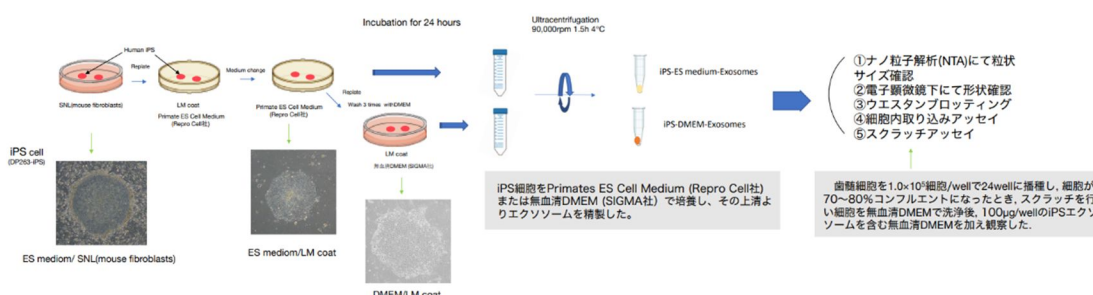 Incubation for 24 hours
Ultracentrifugation
90,000rpm 1.5h 4℃
Human iPS
Replate
Medium change
SNL(mouse fibroblasts)
LM coat
Primate ES Cell Medium
(Repro Cell社)
Primate ES Cell Medium
(Repro Cell社)
Replate
Wash 3 times withDMEM
LM coat
無血清DMEM (SIGMA社)
iPS-ES medium-Exosomes
iPS-DMEM-Exosomes
①ナノ粒子解析(NTA)にて粒状
サイズ確認
②電子顕微鏡下にて形状確認
③ウエスタンブロッティング
④細胞内取り込みアッセイ
⑤スクラッチアッセイ
iPS cell
(DP263-iPS)
ES mediom/ SNL(mouse fibroblasts)
ES mediom/LM coat
DMEM/LM coat
iPS細胞をPrimates ES Cell Medium (Repro Cell社)
または無血清DMEM (SIGMA社）で培養し、その上清よ
りエクソソームを精製した。
歯髄細胞を1.0×10⁵細胞/wellで24wellに播種し, 細胞が
70〜80%コンフルエントになったとき, スクラッチを行
い細胞を無血清DMEMで洗浄後, 100μg/wellのiPSエクソ
ソームを含む無血清DMEMを加え観察した.